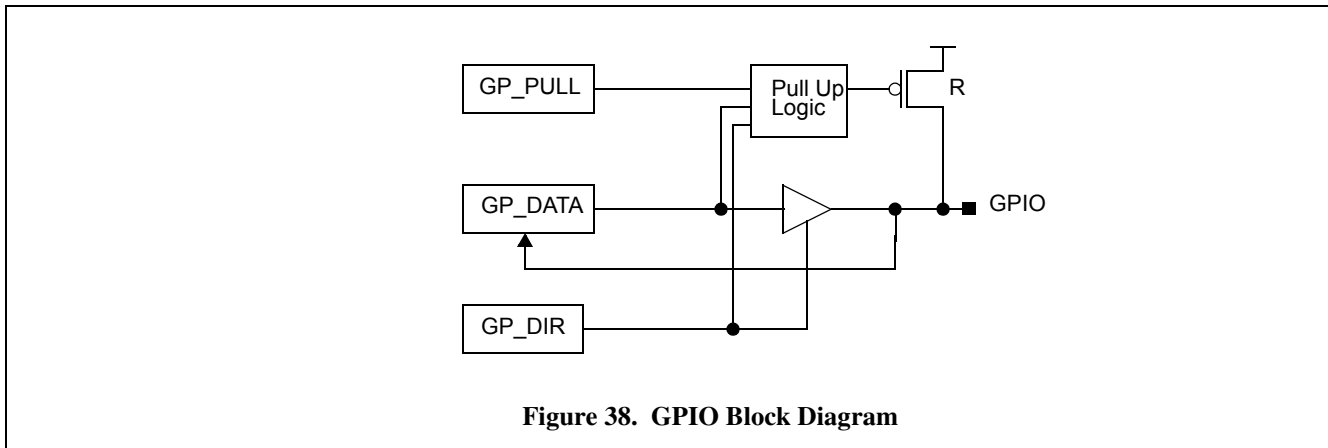 GP_PULL
Pull Up
Logic
R
GP_DATA
GPIO
GP_DIR
Figure 38. GPIO Block Diagram